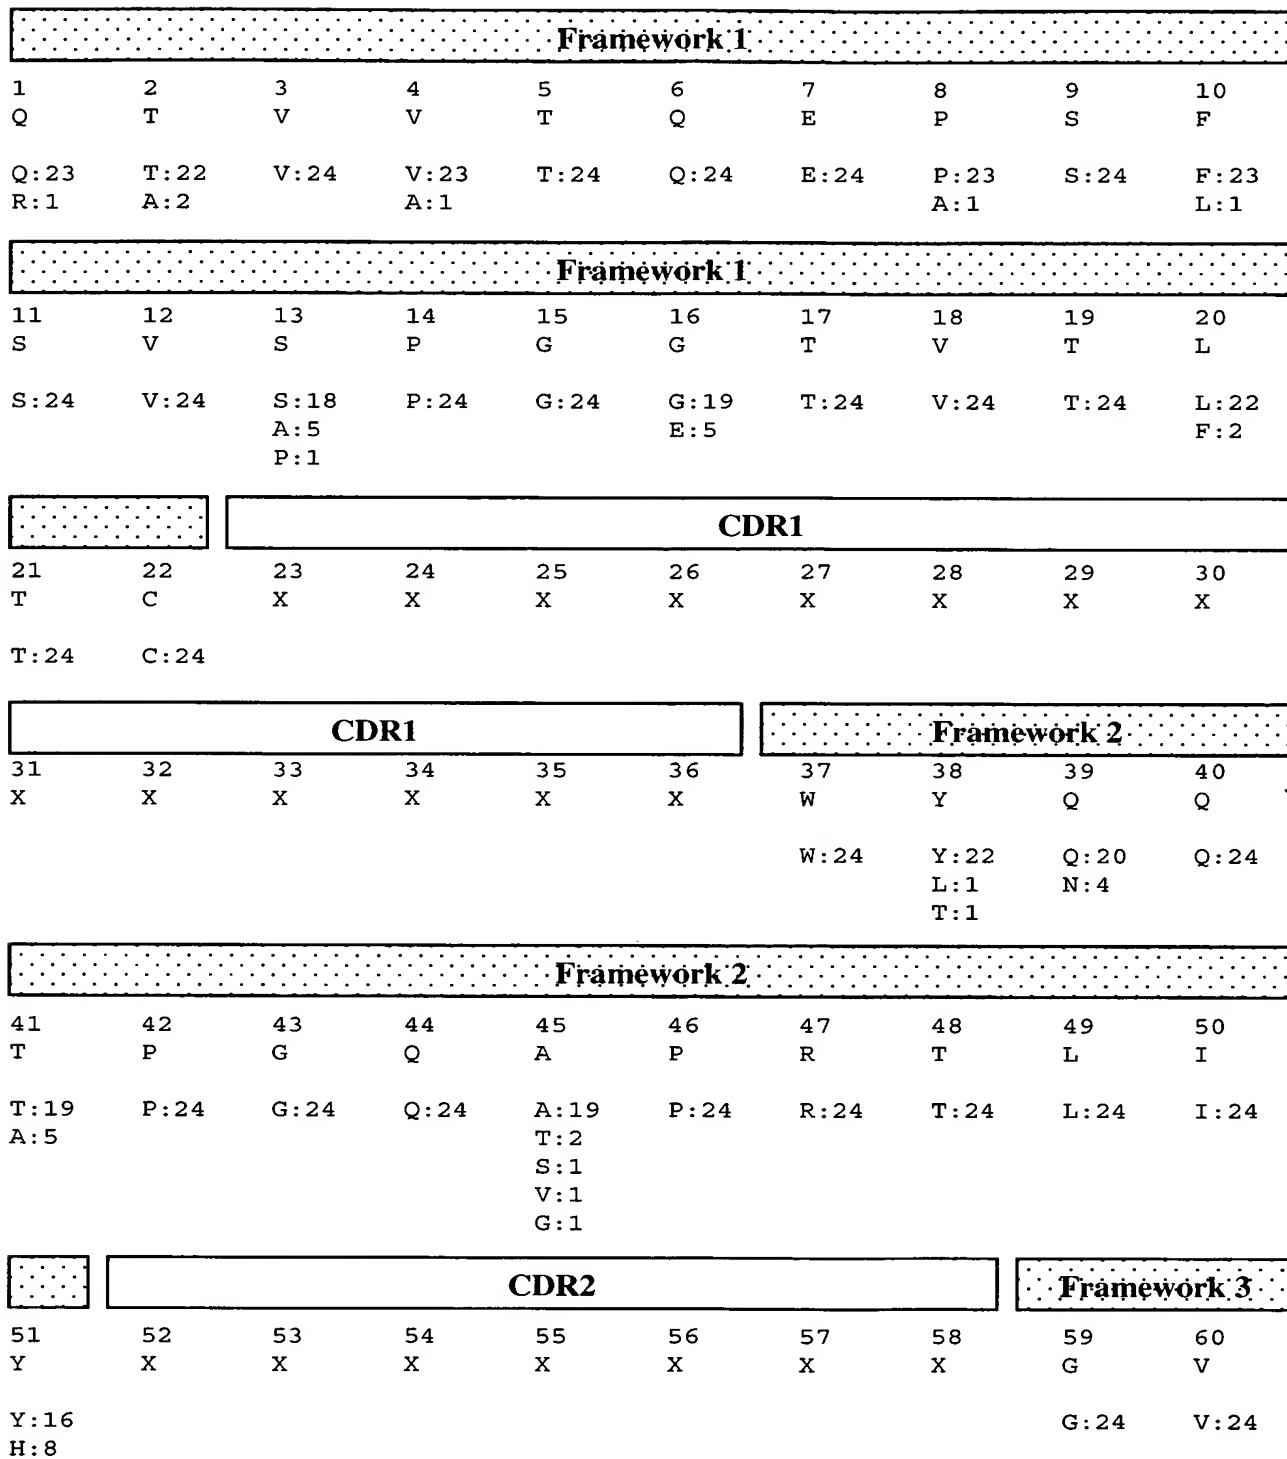 Framework 1
1 2 3 4 5 6 7 8 9 10
Q T V V T Q E P S F
Q:23 T:22 V:24 V:23 T:24 Q:24 E:24 P:23 S:24 F:23
R:1 A:2 A:1 A:1 L:1
Framework 1
11 12 13 14 15 16 17 18 19 20
S V S P G G T V T L
S:24 V:24 S:18 P:24 G:24 G:19 T:24 V:24 T:24 L:22
A:5 E:5 F:2
P:1
CDR1
21 22 23 24 25 26 27 28 29 30
T C X X X X X X X X
T:24 C:24
CDR1 Framework 2
31 32 33 34 35 36 37 38 39 40
X X X X X X W Y Q Q
W:24 Y:22 Q:20 Q:24
L:1 N:4
T:1
Framework 2
41 42 43 44 45 46 47 48 49 50
T P G Q A P R T L I
T:19 P:24 G:24 Q:24 A:19 P:24 R:24 T:24 L:24 I:24
A:5 T:2
S:1
V:1
G:1
CDR2 Framework 3
51 52 53 54 55 56 57 58 59 60
Y X X X X X X X G V
Y:16 G:24 V:24
H:8